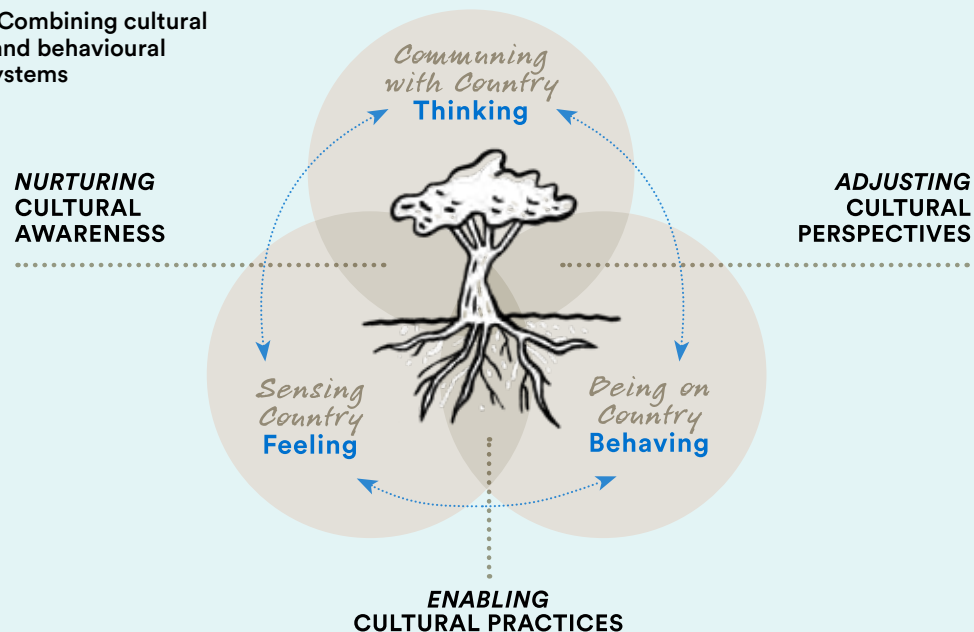 Combining cultural
nd behavioural
ystems
Communing
with Country
Thinking
NURTURING
CULTURAL
AWARENESS
ADJUSTING
CULTURAL
PERSPECTIVES
Sensing
Country
Feeling
Being on
Country
Behaving
ENABLING
CULTURAL PRACTICES